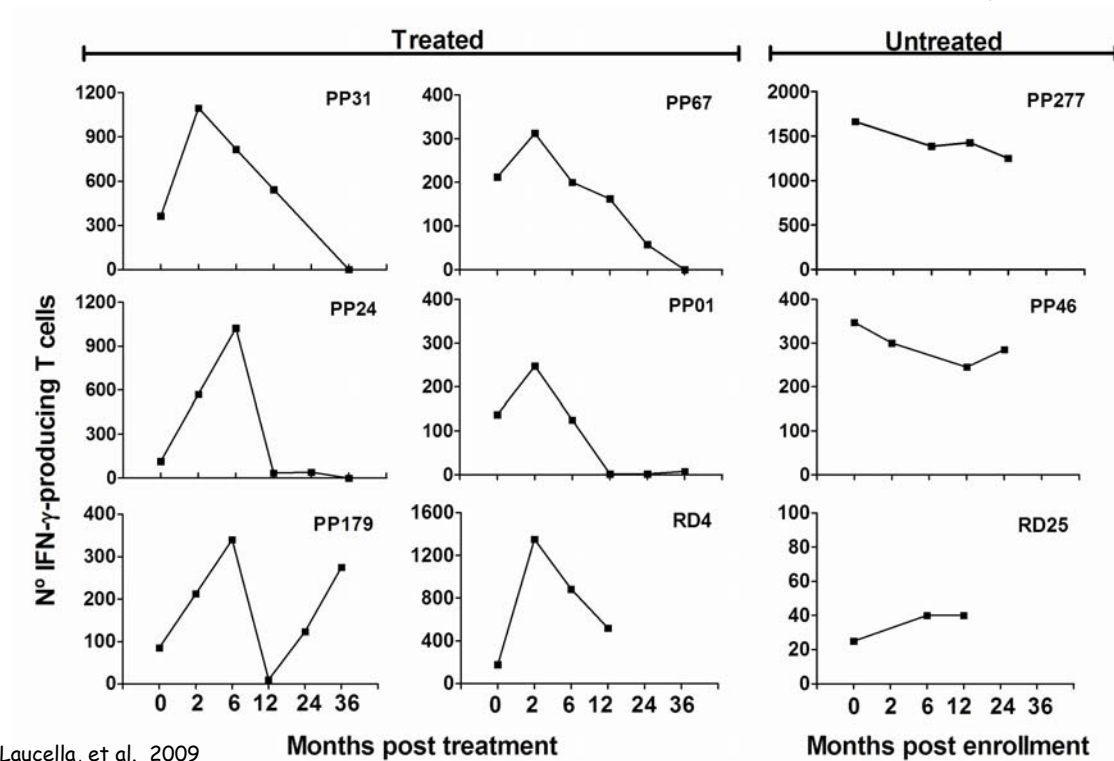 Treated
Untreated
Nº IFN-γ-producing T cells
PP31
1200
900
600
300
0
PP67
400
300
200
100
0
PP277
2000
1500
1000
500
0
PP24
1200
900
600
300
0
PP01
400
300
200
100
0
PP46
400
300
200
100
0
PP179
400
300
200
100
0
0 2 6 12 24 36
RD4
1600
1200
800
400
0
0 2 6 12 24 36
RD25
100
80
60
40
20
0
0 2 6 12 24 36
Months post treatment
Months post enrollment
Laucella, et al. 2009